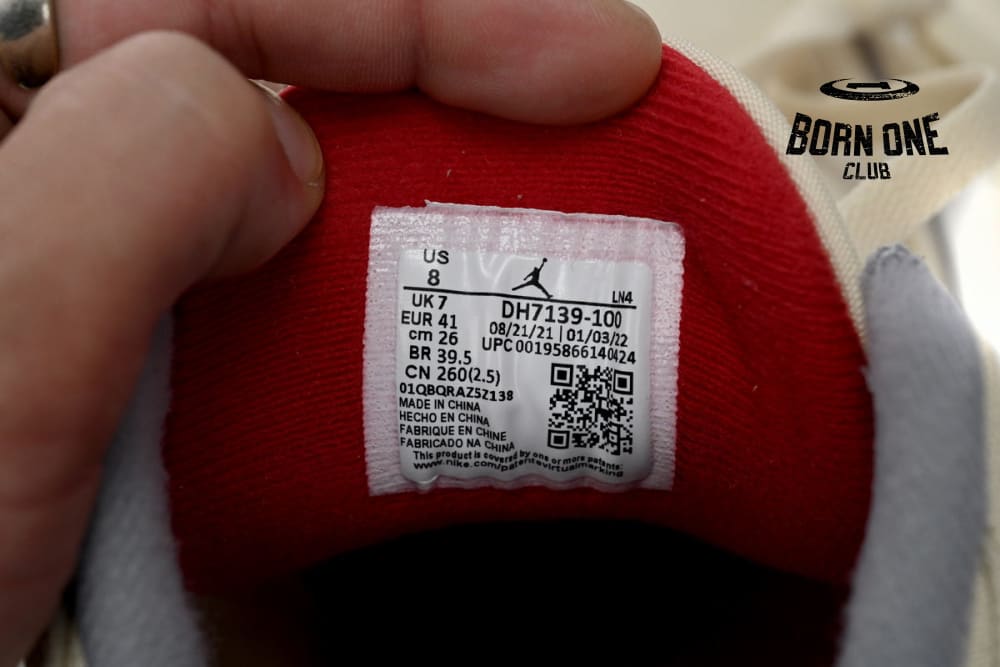 BORN ONE
CLUB
US
8
LN4
UK 7
DH7139-100
EUR 41
08/21/21 | 01/03/22
cm 26
UPC 00195866140424
BR 39.5
CN 260(2.5)
01QBQRAZ5Z138
MADE IN CHINA
HECHO EN CHINA
FABRIQUE EN CHINE
FABRICADO NA CHINA
This product is covered by one or more patents:
www.nike.com/patentevirtualmarking